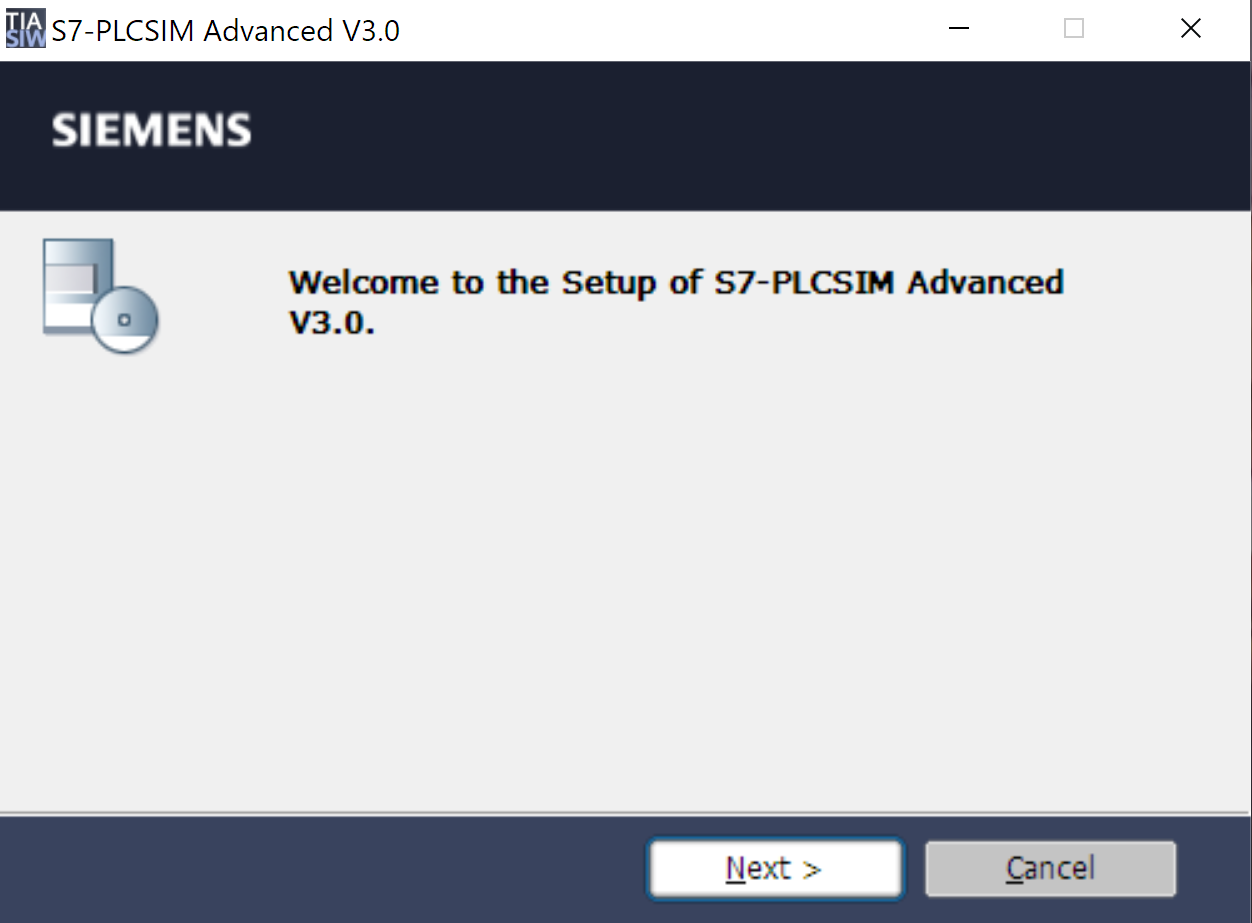 TIA
SIW
S7-PLCSIM Advanced V3.0
SIEMENS
Welcome to the Setup of S7-PLCSIM Advanced
V3.0.
Next >
Cancel